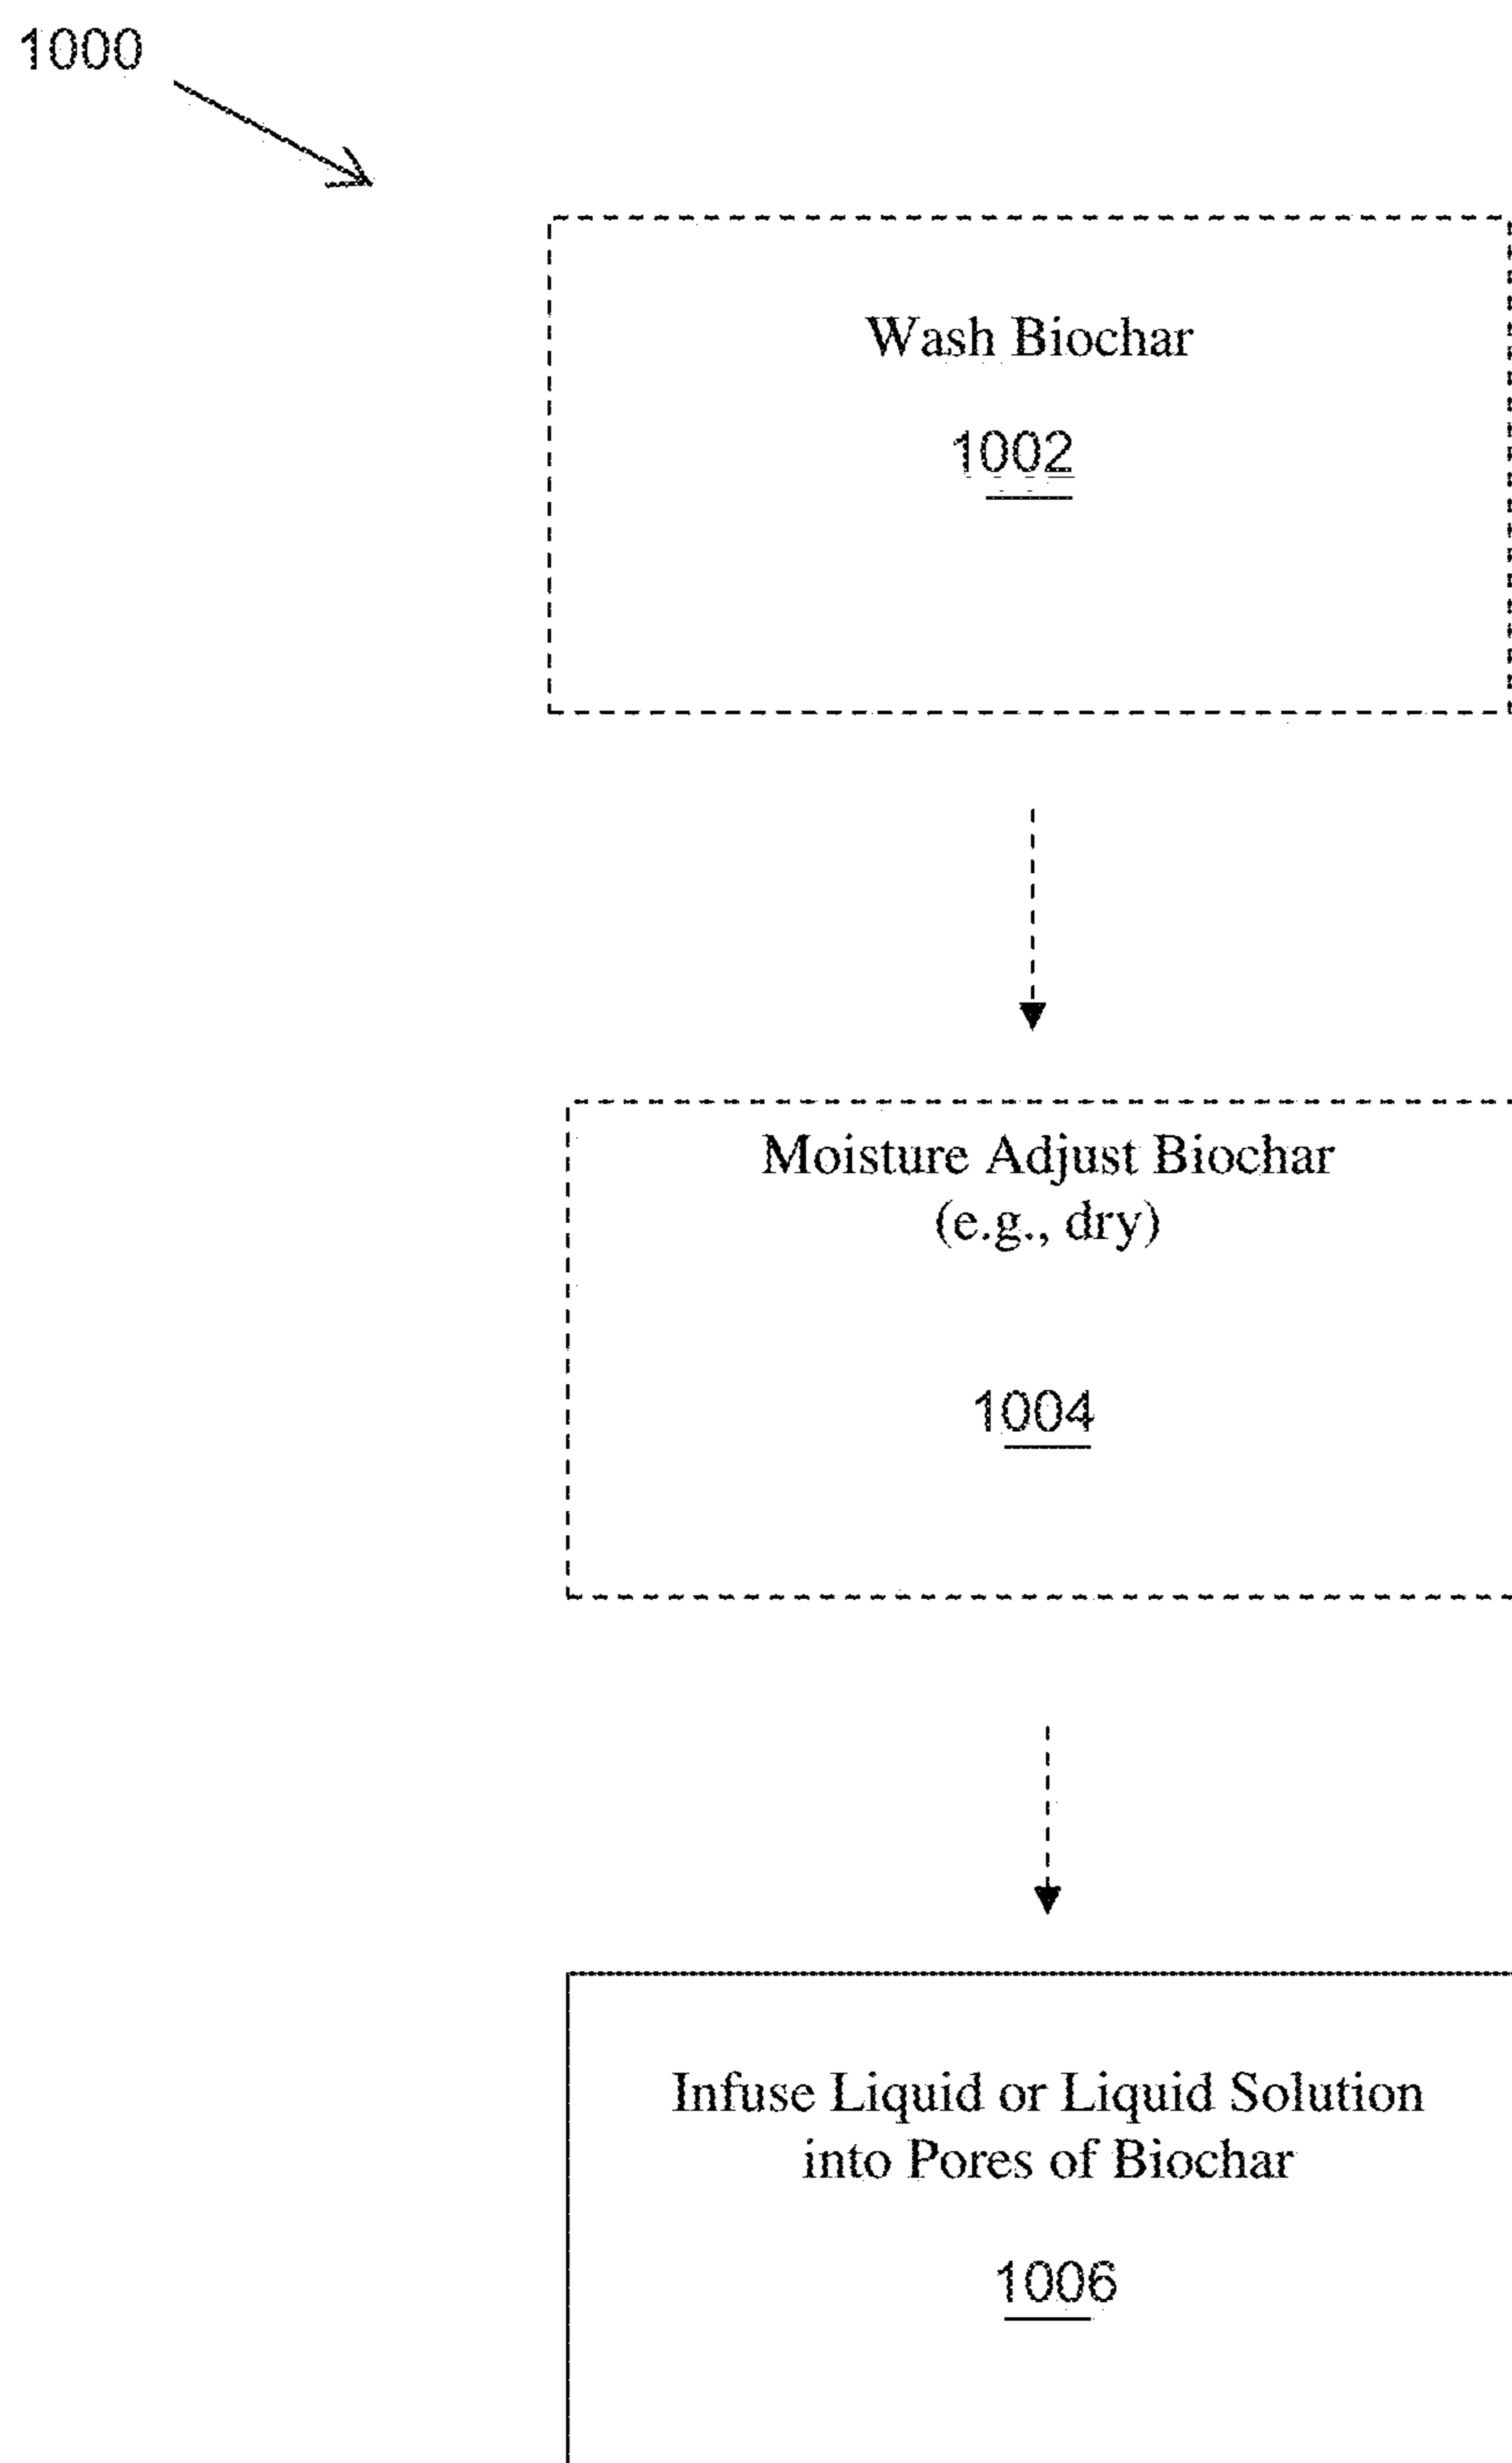 1000
Wash Biochar
1002
Moisture Adjust Biochar
(e.g., dry)
1004
Infuse Liquid or Liquid Solution
into Pores of Biochar
1006